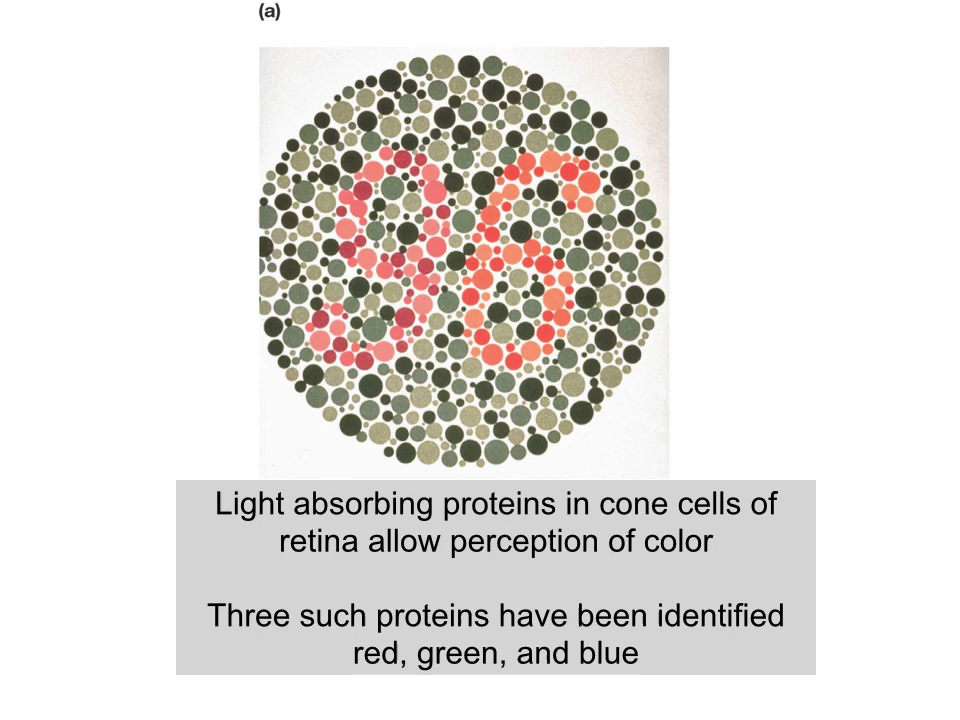 (a)
96
Light absorbing proteins in cone cells of
retina allow perception of color
Three such proteins have been identified
red, green, and blue